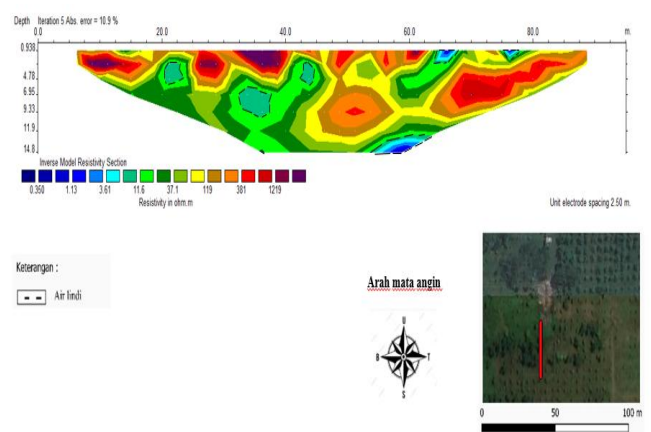 Depth Iteration 5 Abs. error = 10.9 %
0.0 20.0 40.0 60.0 80.0 m.
0.938
4.78
6.95
9.33
11.9
14.8
Inverse Model Resistivity Section
0.350 1.13 3.61 11.6 37.1 119 381 1219
Resistivity in ohm.m
Unit electrode spacing 2.50 m.
Keterangan :
Air lindi
Arah mata angin
U
B T
S
0 50 100 m